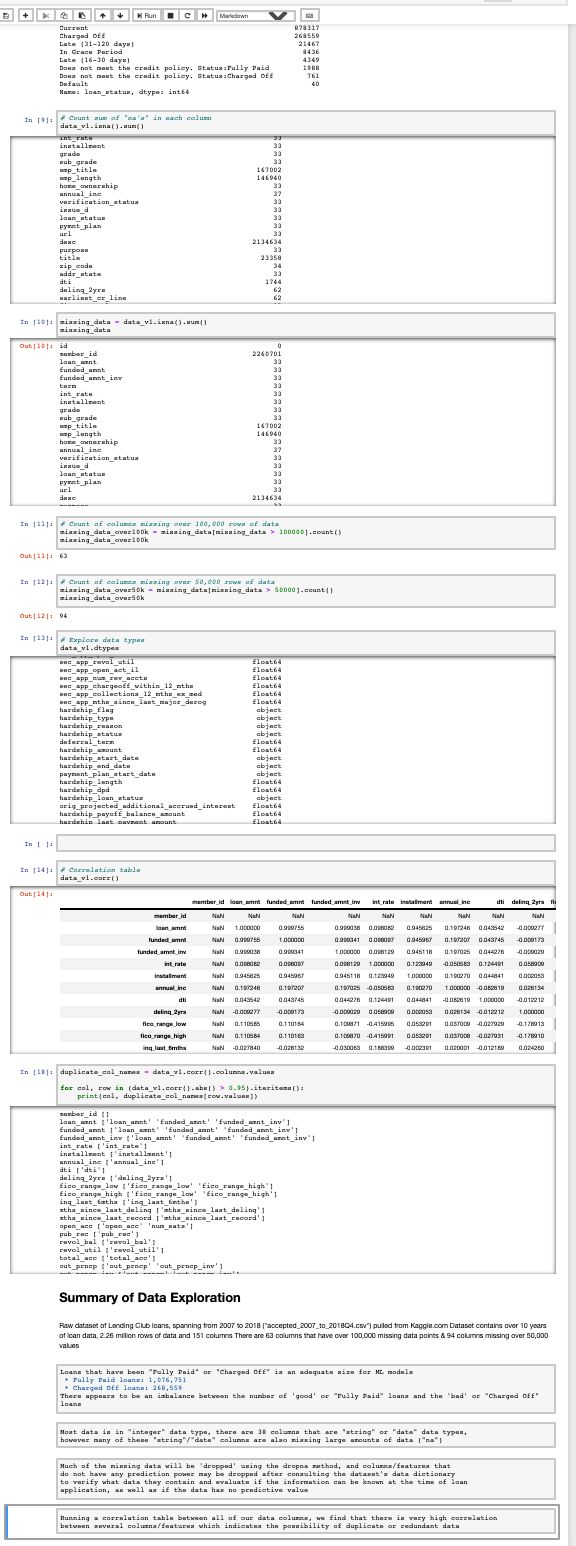 Run
Markdown
Current 878317
Charged Off 268559
Late (31-120 days) 21467
In Grace Period 8436
Late (16-30 days) 4349
Does not meet the credit policy. Status:Fully Paid 1988
Does not meet the credit policy. Status:Charged Off 761
Default 40
Name: loan_status, dtype: int64
In [9]:
# Count sum of "na's" in each column
data_v1.isna().sum()
int_rate 33
installment 33
grade 33
sub_grade 33
emp_title 167002
emp_length 146940
home_ownership 33
annual_inc 37
verification_status 33
issue_d 33
loan_status 33
pymnt_plan 33
url 33
desc 2134634
purpose 33
title 23358
zip_code 34
addr_state 33
dti 1744
delinq_2yrs 62
earliest_cr_line 62
In [10]:
missing_data = data_v1.isna().sum()
missing_data
Out[10]:
id 0
member_id 2260701
loan_amnt 33
funded_amnt 33
funded_amnt_inv 33
term 33
int_rate 33
installment 33
grade 33
sub_grade 33
emp_title 167002
emp_length 146940
home_ownership 33
annual_inc 37
verification_status 33
issue_d 33
loan_status 33
pymnt_plan 33
url 33
desc 2134634
purpose 33
In [11]:
# Count of columns missing over 100,000 rows of data
missing_data_over100k = missing_data[missing_data > 100000].count()
missing_data_over100k
Out[11]: 63
In [12]:
# Count of columns missing over 50,000 rows of data
missing_data_over50k = missing_data[missing_data > 50000].count()
missing_data_over50k
Out[12]: 94
In [13]:
# Explore data types
data_v1.dtypes
sec_app_revol_util float64
sec_app_open_act_il float64
sec_app_num_rev_accts float64
sec_app_chargeoff_within_12_mths float64
sec_app_collections_12_mths_ex_med float64
sec_app_mths_since_last_major_derog float64
hardship_flag object
hardship_type object
hardship_reason object
hardship_status object
deferral_term float64
hardship_amount float64
hardship_start_date object
hardship_end_date object
payment_plan_start_date object
hardship_length float64
hardship_dpd float64
hardship_loan_status object
orig_projected_additional_accrued_interest float64
hardship_payoff_balance_amount float64
hardship_last_payment_amount float64
In [ ]:
In [14]:
# Correlation table
data_v1.corr()
Out[14]:
member_id loan_amnt funded_amnt funded_amnt_inv int_rate installment annual_inc dti delinq_2yrs
member_id NaN NaN NaN NaN NaN NaN NaN NaN NaN
loan_amnt NaN 1.000000 0.999755 0.999038 0.098082 0.945625 0.197246 0.043542 -0.009277
funded_amnt NaN 0.999755 1.000000 0.999341 0.098097 0.945967 0.197207 0.043745 -0.009173
funded_amnt_inv NaN 0.999038 0.999341 1.000000 0.098129 0.945118 0.197025 0.044276 -0.009029
int_rate NaN 0.098082 0.098097 0.098129 1.000000 0.123949 -0.050583 0.124491 0.058909
installment NaN 0.945625 0.945967 0.945118 0.123949 1.000000 0.190270 0.044841 0.002053
annual_inc NaN 0.197246 0.197207 0.197025 -0.050583 0.190270 1.000000 -0.082619 0.026134
dti NaN 0.043542 0.043745 0.044276 0.124491 0.044841 -0.082619 1.000000 -0.012212
delinq_2yrs NaN -0.009277 -0.009173 -0.009029 0.058909 0.002053 0.026134 -0.012212 1.000000
fico_range_low NaN 0.110585 0.110164 0.109871 -0.415995 0.053291 0.037009 -0.027929 -0.178913
fico_range_high NaN 0.110584 0.110163 0.109870 -0.415991 0.053291 0.037009 -0.027931 -0.178910
inq_last_6mths NaN -0.027840 -0.028132 -0.030063 0.188399 -0.002391 0.020001 -0.012189 0.024260
In [18]:
duplicate_col_names = data_v1.corr().columns.values
for col, row in (data_v1.corr().abs() > 0.95).iteritems():
print(col, duplicate_col_names[row.values])
member_id []
loan_amnt ['loan_amnt' 'funded_amnt' 'funded_amnt_inv']
funded_amnt ['loan_amnt' 'funded_amnt' 'funded_amnt_inv']
funded_amnt_inv ['loan_amnt' 'funded_amnt' 'funded_amnt_inv']
int_rate ['int_rate']
installment ['installment']
annual_inc ['annual_inc']
dti ['dti']
delinq_2yrs ['delinq_2yrs']
fico_range_low ['fico_range_low' 'fico_range_high']
fico_range_high ['fico_range_low' 'fico_range_high']
inq_last_6mths ['inq_last_6mths']
mths_since_last_delinq ['mths_since_last_delinq']
mths_since_last_record ['mths_since_last_record']
open_acc ['open_acc' 'num_sats']
pub_rec ['pub_rec']
revol_bal ['revol_bal']
revol_util ['revol_util']
total_acc ['total_acc']
out_prncp ['out_prncp' 'out_prncp_inv']
out_prncp_inv ['out_prncp' 'out_prncp_inv']
Summary of Data Exploration
Raw dataset of Lending Club loans, spanning from 2007 to 2018 ("accepted_2007_to_2018Q4.csv") pulled from Kaggle.com Dataset contains over 10 years
of loan data, 2.26 million rows of data and 151 columns There are 63 columns that have over 100,000 missing data points & 94 columns missing over 50,000
values
Loans that have been "Fully Paid" or "Charged Off" is an adequate size for ML models
* Fully Paid loans: 1,076,751
* Charged Off loans: 268,559
There appears to be an imbalance between the number of 'good' or "Fully Paid" loans and the 'bad' or "Charged Off"
loans
Most data is in "integer" data type, there are 38 columns that are "string" or "date" data types,
however many of these "string"/"date" columns are also missing large amounts of data ("na")
Much of the missing data will be 'dropped' using the dropna method, and columns/features that
do not have any prediction power may be dropped after consulting the dataset's data dictionary
to verify what data they contain and evaluate if the information can be known at the time of loan
application, as well as if the data has no predictive value
Running a correlation table between all of our data columns, we find that there is very high correlation
between several columns/features which indicates the possibility of duplicate or redundant data